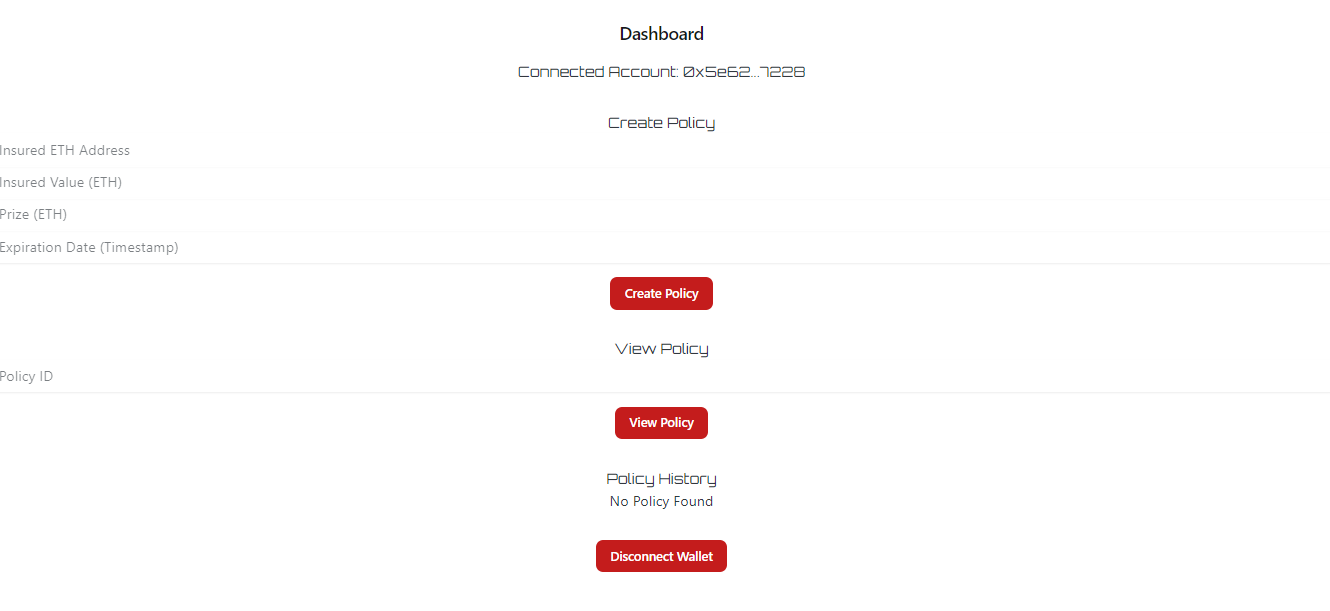 Dashboard
Connected Account: 0x5e62...7228
Create Policy
Insured ETH Address
Insured Value (ETH)
Prize (ETH)
Expiration Date (Timestamp)
Create Policy
View Policy
Policy ID
View Policy
Policy History
No Policy Found
Disconnect Wallet